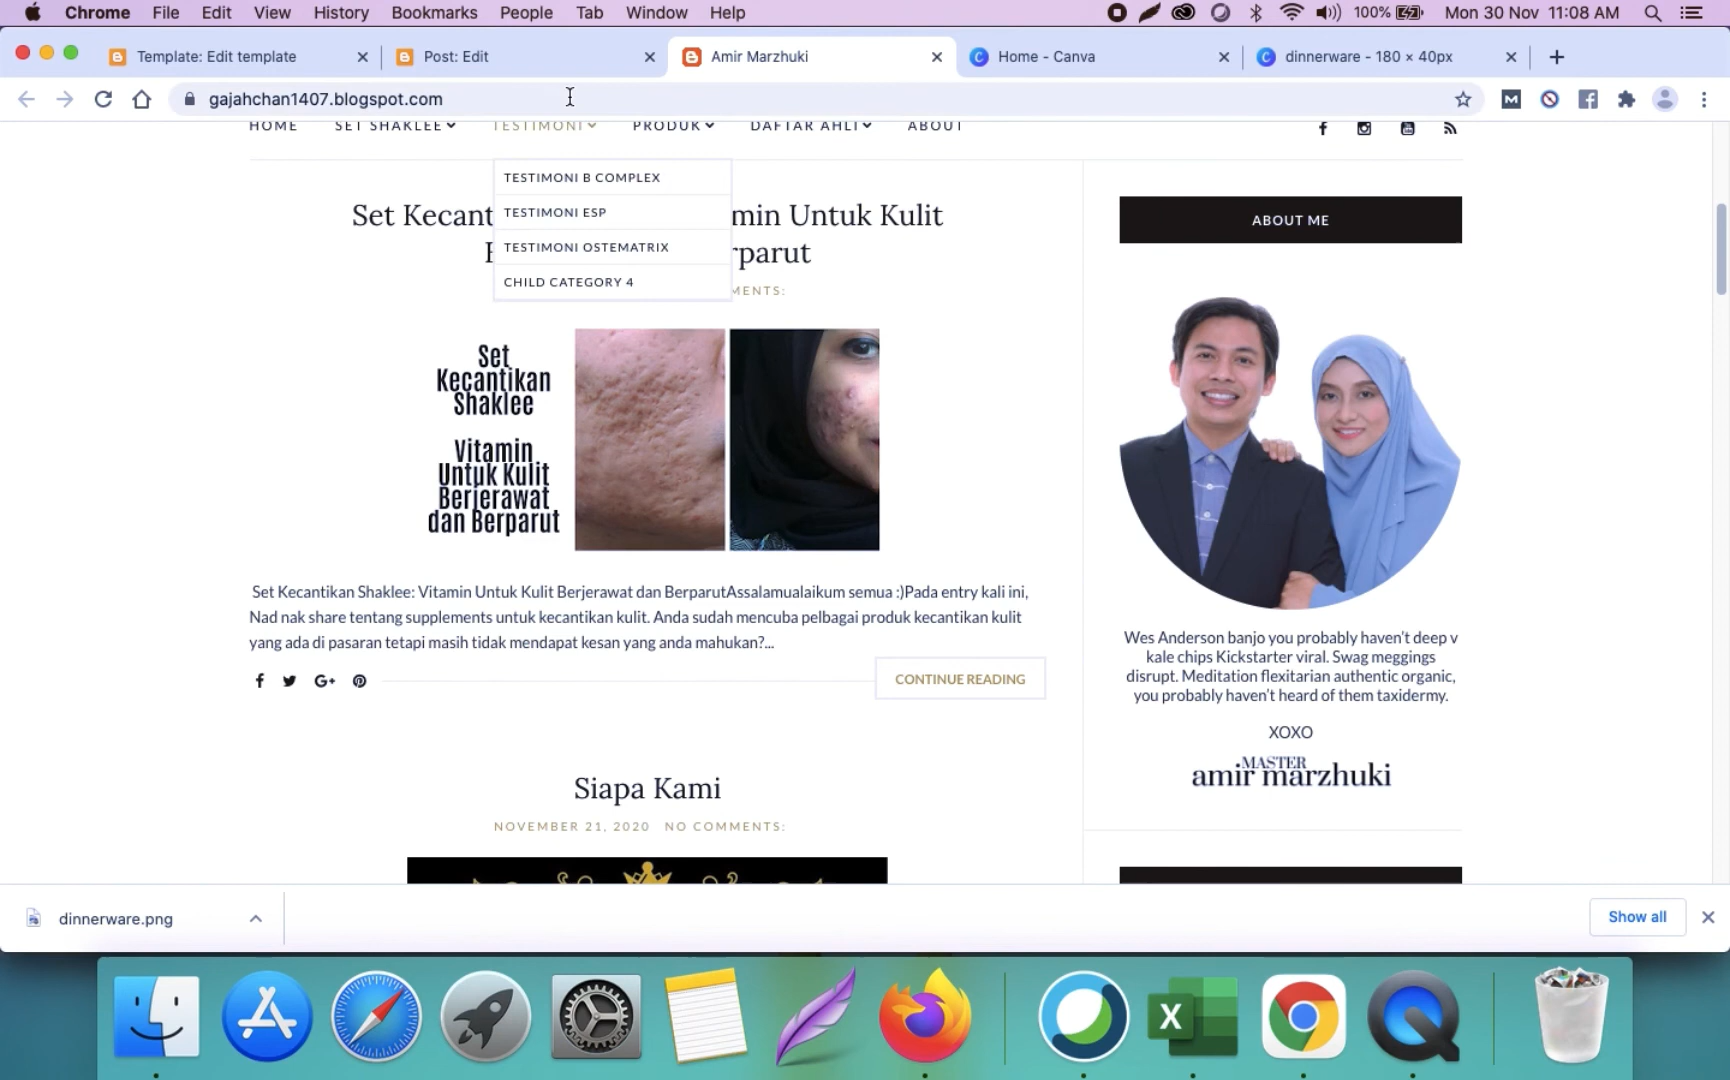 Chrome File Edit View History Bookmarks People Tab Window Help 100% Mon 30 Nov 11:08 AM
Template: Edit template Post: Edit Amir Marzhuki Home - Canva dinnerware - 180 × 40px
gajahchan1407.blogspot.com
HOME SET SHAKLEE TESTIMONI PRODUK DAFTAR AHLI ABOUT
TESTIMONI B COMPLEX
TESTIMONI ESP
TESTIMONI OSTEMATRIX
CHILD CATEGORY 4
Set Kecant min Untuk Kulit
rparut
MENTS:
Set
Kecantikan
Shaklee
Vitamin
Untuk Kulit
Berjerawat
dan Berparut
Set Kecantikan Shaklee: Vitamin Untuk Kulit Berjerawat dan BerparutAssalamualaikum semua :)Pada entry kali ini,
Nad nak share tentang supplements untuk kecantikan kulit. Anda sudah mencuba pelbagai produk kecantikan kulit
yang ada di pasaran tetapi masih tidak mendapat kesan yang anda mahukan?...
G+ CONTINUE READING
Siapa Kami
NOVEMBER 21, 2020 NO COMMENTS:
ABOUT ME
Wes Anderson banjo you probably haven't deep v
kale chips Kickstarter viral. Swag meggings
disrupt. Meditation flexitarian authentic organic,
you probably haven't heard of them taxidermy.
XOXO
MASTER
amir marzhuki
dinnerware.png Show all